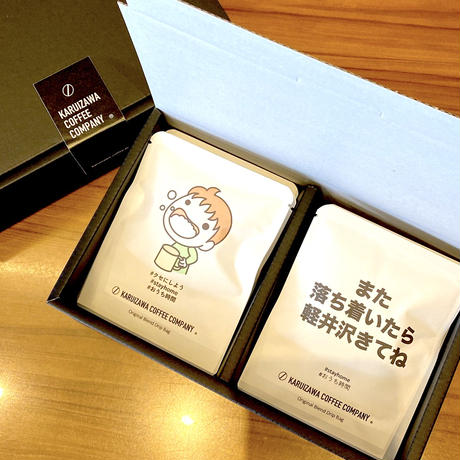 KARUIZAWA
COFFEE
COMPANY ®
#クセにしよう
#stayhome
#おうち時間
KARUIZAWA COFFEE COMPANY ®
Original Blend Drip Bag
また
落ち着いたら
軽井沢きてね
#stayhome
#おうち時間
KARUIZAWA COFFEE COMPANY ®
Original Blend Drip Bag